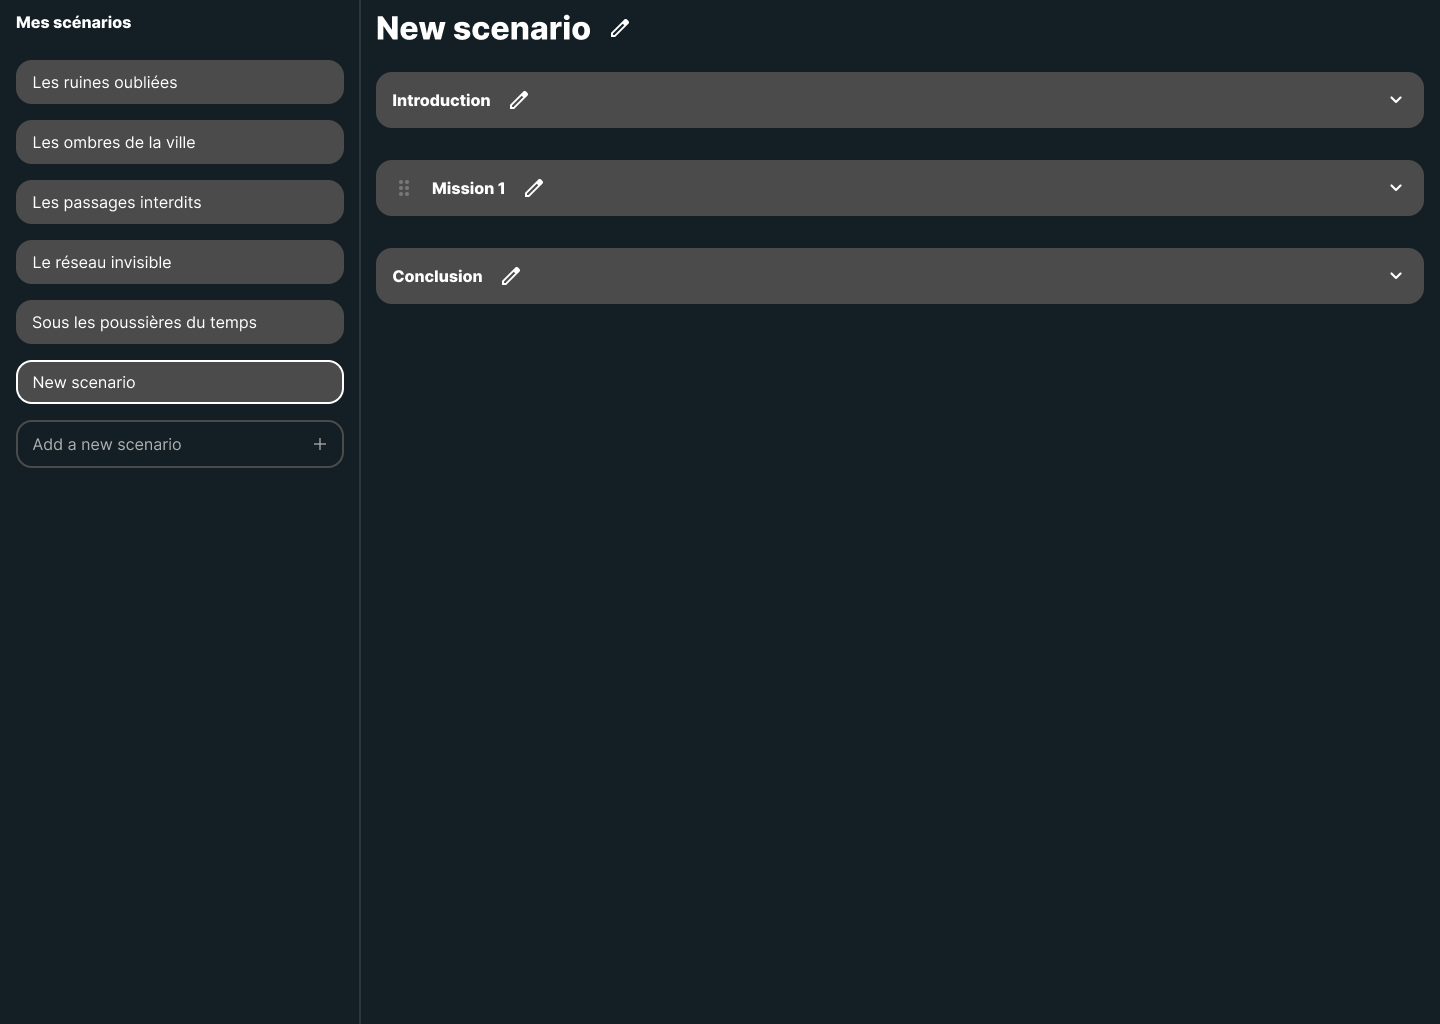 Mes scénarios
Les ruines oubliées
Les ombres de la ville
Les passages interdits
Le réseau invisible
Sous les poussières du temps
New scenario
Add a new scenario
New scenario
Introduction
Mission 1
Conclusion